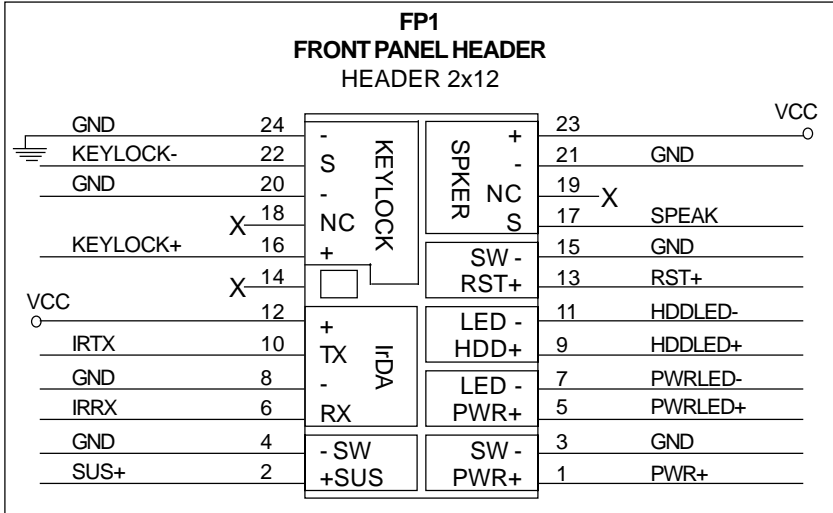 FP1
FRONT PANEL HEADER
HEADER 2x12
VCC
GND 24 - + 23
KEYLOCK- 22 S - 21 GND
GND 20 - NC 19 X
X 18 NC S 17 SPEAK
KEYLOCK+ 16 + SW - 15 GND
X 14 RST+ 13 RST+
KEYLOCK
SPKER
VCC 12 + LED - 11 HDDLED-
IRTX 10 TX HDD+ 9 HDDLED+
GND 8 - LED - 7 PWRLED-
IRRX 6 RX PWR+ 5 PWRLED+
IrDA
GND 4 - SW SW - 3 GND
SUS+ 2 +SUS PWR+ 1 PWR+